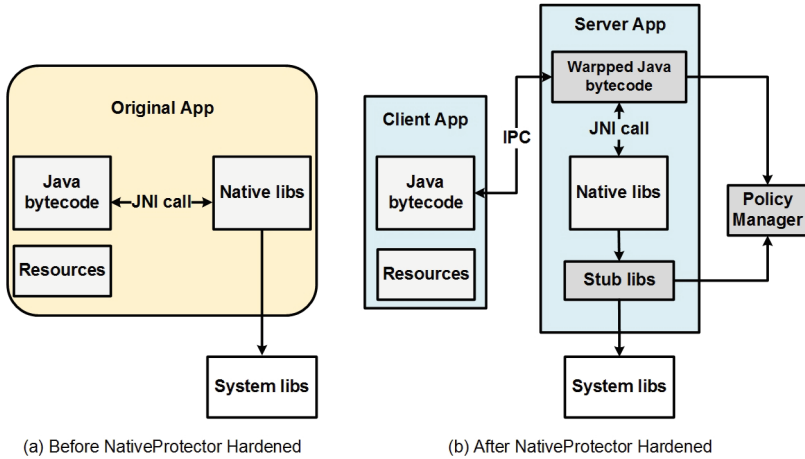 Original App
Java
bytecode
JNI call
Native libs
Resources
System libs
(a) Before NativeProtector Hardened
Server App
Warpped Java
bytecode
Client App
IPC
JNI call
Java
bytecode
Native libs
Policy
Manager
Resources
Stub libs
System libs
(b) After NativeProtector Hardened